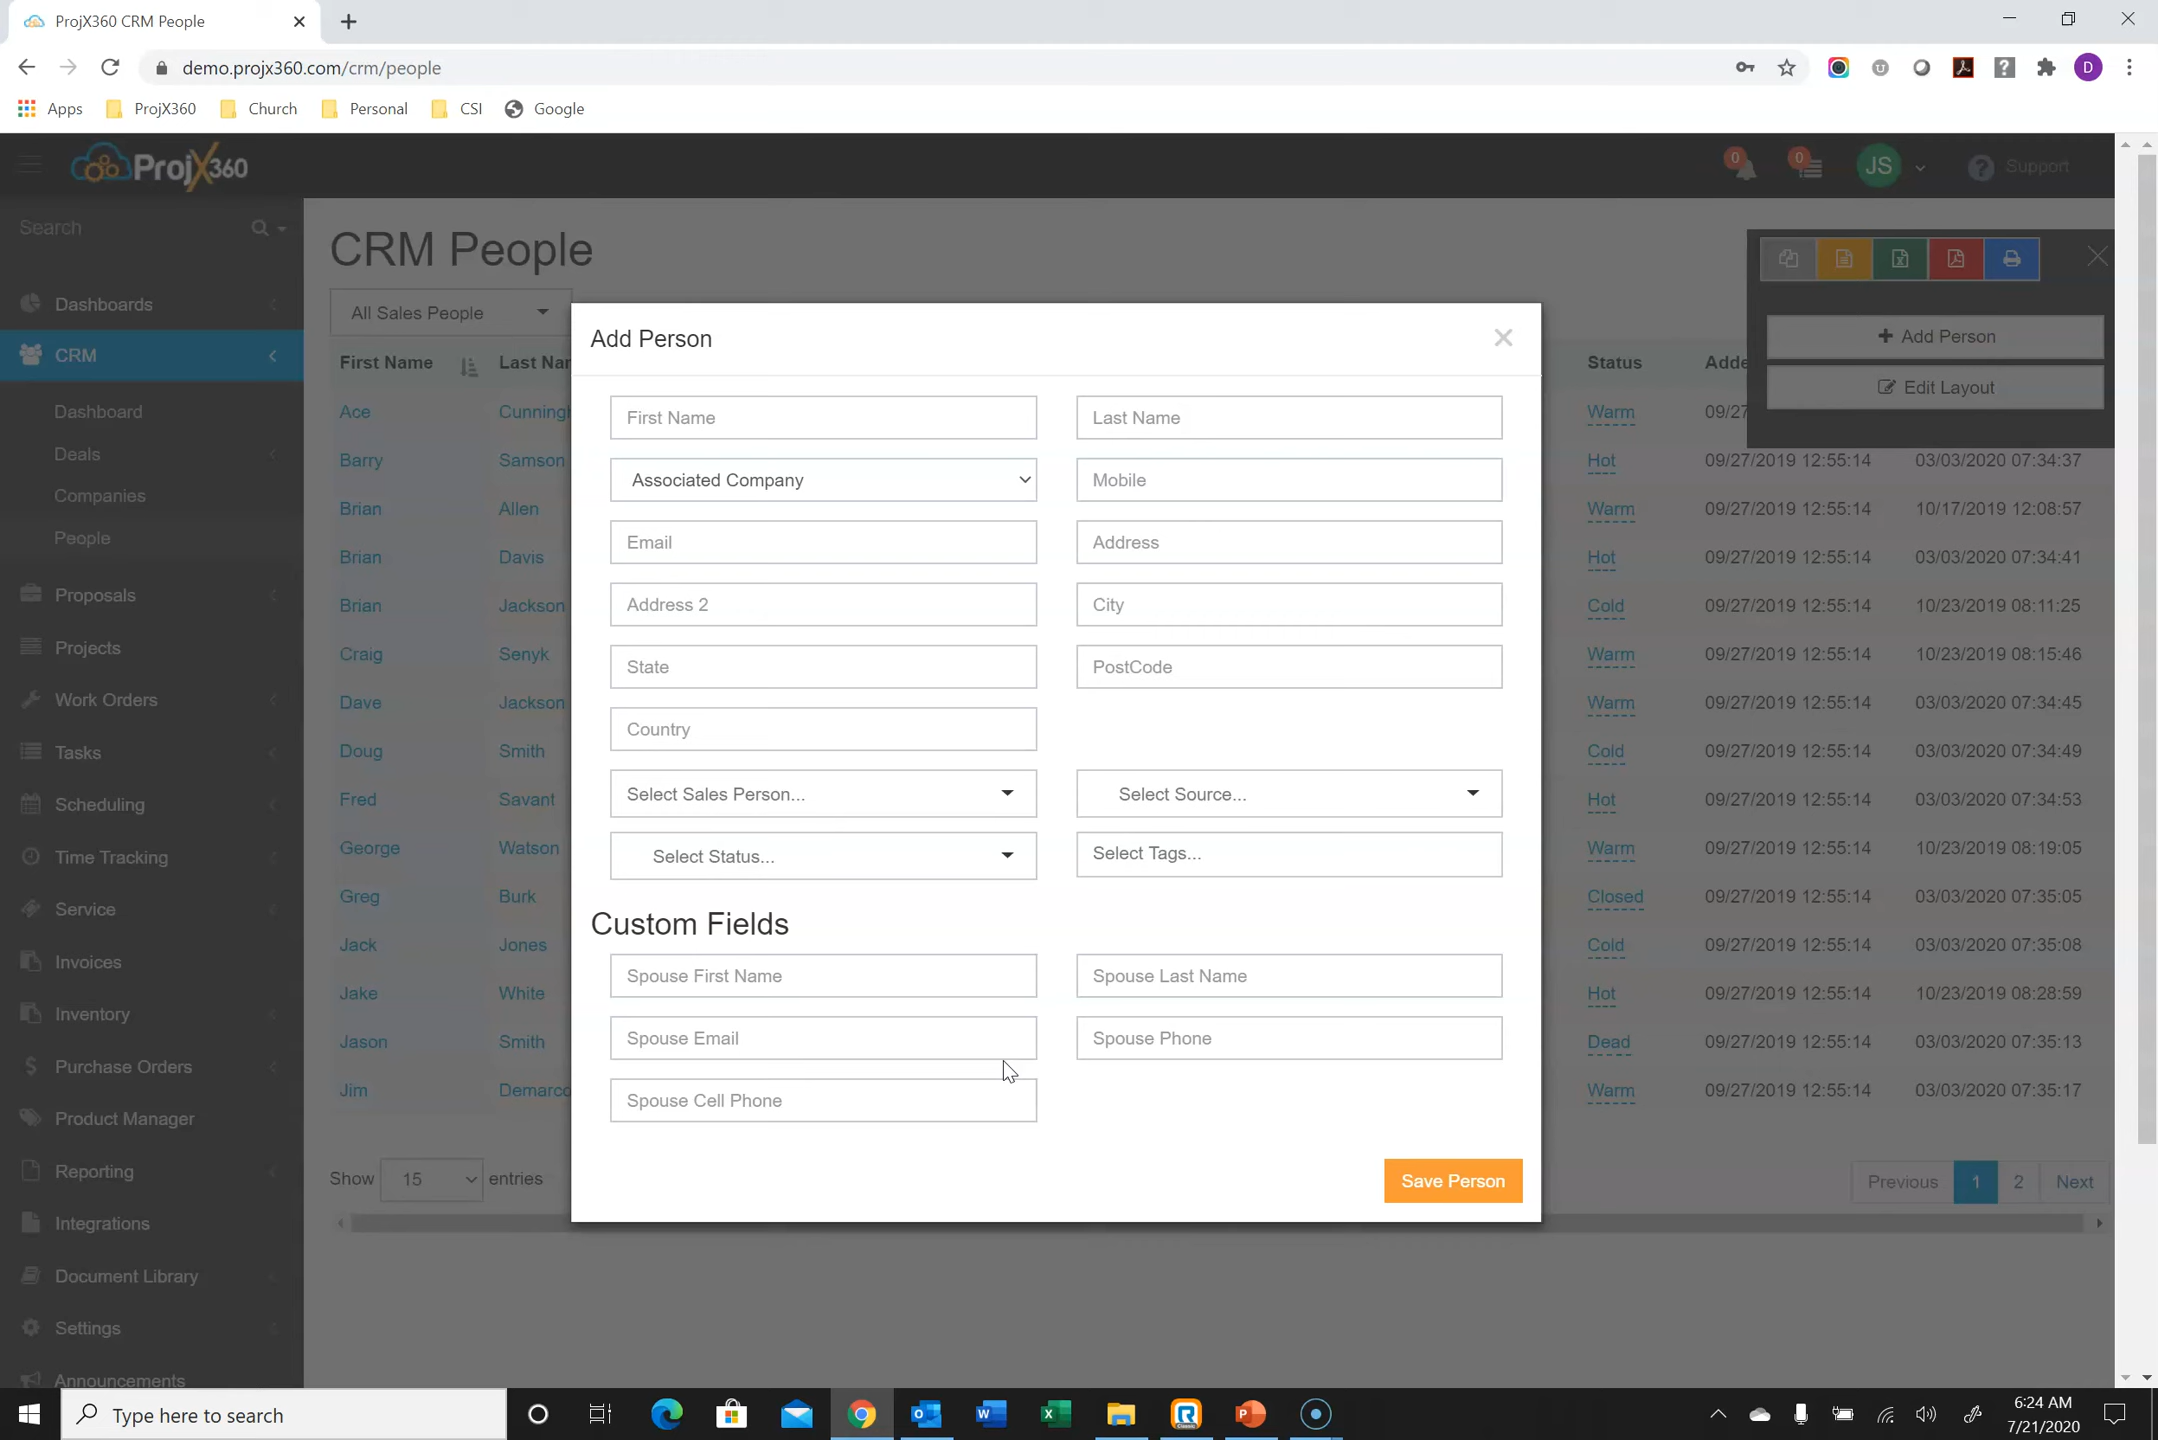 ProjX360 CRM People
demo.projx360.com/crm/people
D
Apps ProjX360 Church Personal CSI Google
ProjX360
0 0 JS Support
Search
Dashboards
CRM
Dashboard
Deals
Companies
People
Proposals
Projects
Work Orders
Tasks
Scheduling
Time Tracking
Service
Invoices
Inventory
Purchase Orders
Product Manager
Reporting
Integrations
Document Library
Settings
Announcements
CRM People
All Sales People
Add Person
Edit Layout
First Name Last Nam Status Adde
Ace Cunningh Warm 09/27
Barry Samson Hot 09/27/2019 12:55:14 03/03/2020 07:34:37
Brian Allen Warm 09/27/2019 12:55:14 10/17/2019 12:08:57
Brian Davis Hot 09/27/2019 12:55:14 03/03/2020 07:34:41
Brian Jackson Cold 09/27/2019 12:55:14 10/23/2019 08:11:25
Craig Senyk Warm 09/27/2019 12:55:14 10/23/2019 08:15:46
Dave Jackson Warm 09/27/2019 12:55:14 03/03/2020 07:34:45
Doug Smith Cold 09/27/2019 12:55:14 03/03/2020 07:34:49
Fred Savant Hot 09/27/2019 12:55:14 03/03/2020 07:34:53
George Watson Warm 09/27/2019 12:55:14 10/23/2019 08:19:05
Greg Burk Closed 09/27/2019 12:55:14 03/03/2020 07:35:05
Jack Jones Cold 09/27/2019 12:55:14 03/03/2020 07:35:08
Jake White Hot 09/27/2019 12:55:14 10/23/2019 08:28:59
Jason Smith Dead 09/27/2019 12:55:14 03/03/2020 07:35:13
Jim Demarco Warm 09/27/2019 12:55:14 03/03/2020 07:35:17
Show 15 entries
Previous 1 2 Next
Add Person
First Name Last Name
Associated Company Mobile
Email Address
Address 2 City
State PostCode
Country
Select Sales Person... Select Source...
Select Status... Select Tags...
Custom Fields
Spouse First Name Spouse Last Name
Spouse Email Spouse Phone
Spouse Cell Phone
Save Person
Type here to search
6:24 AM
7/21/2020